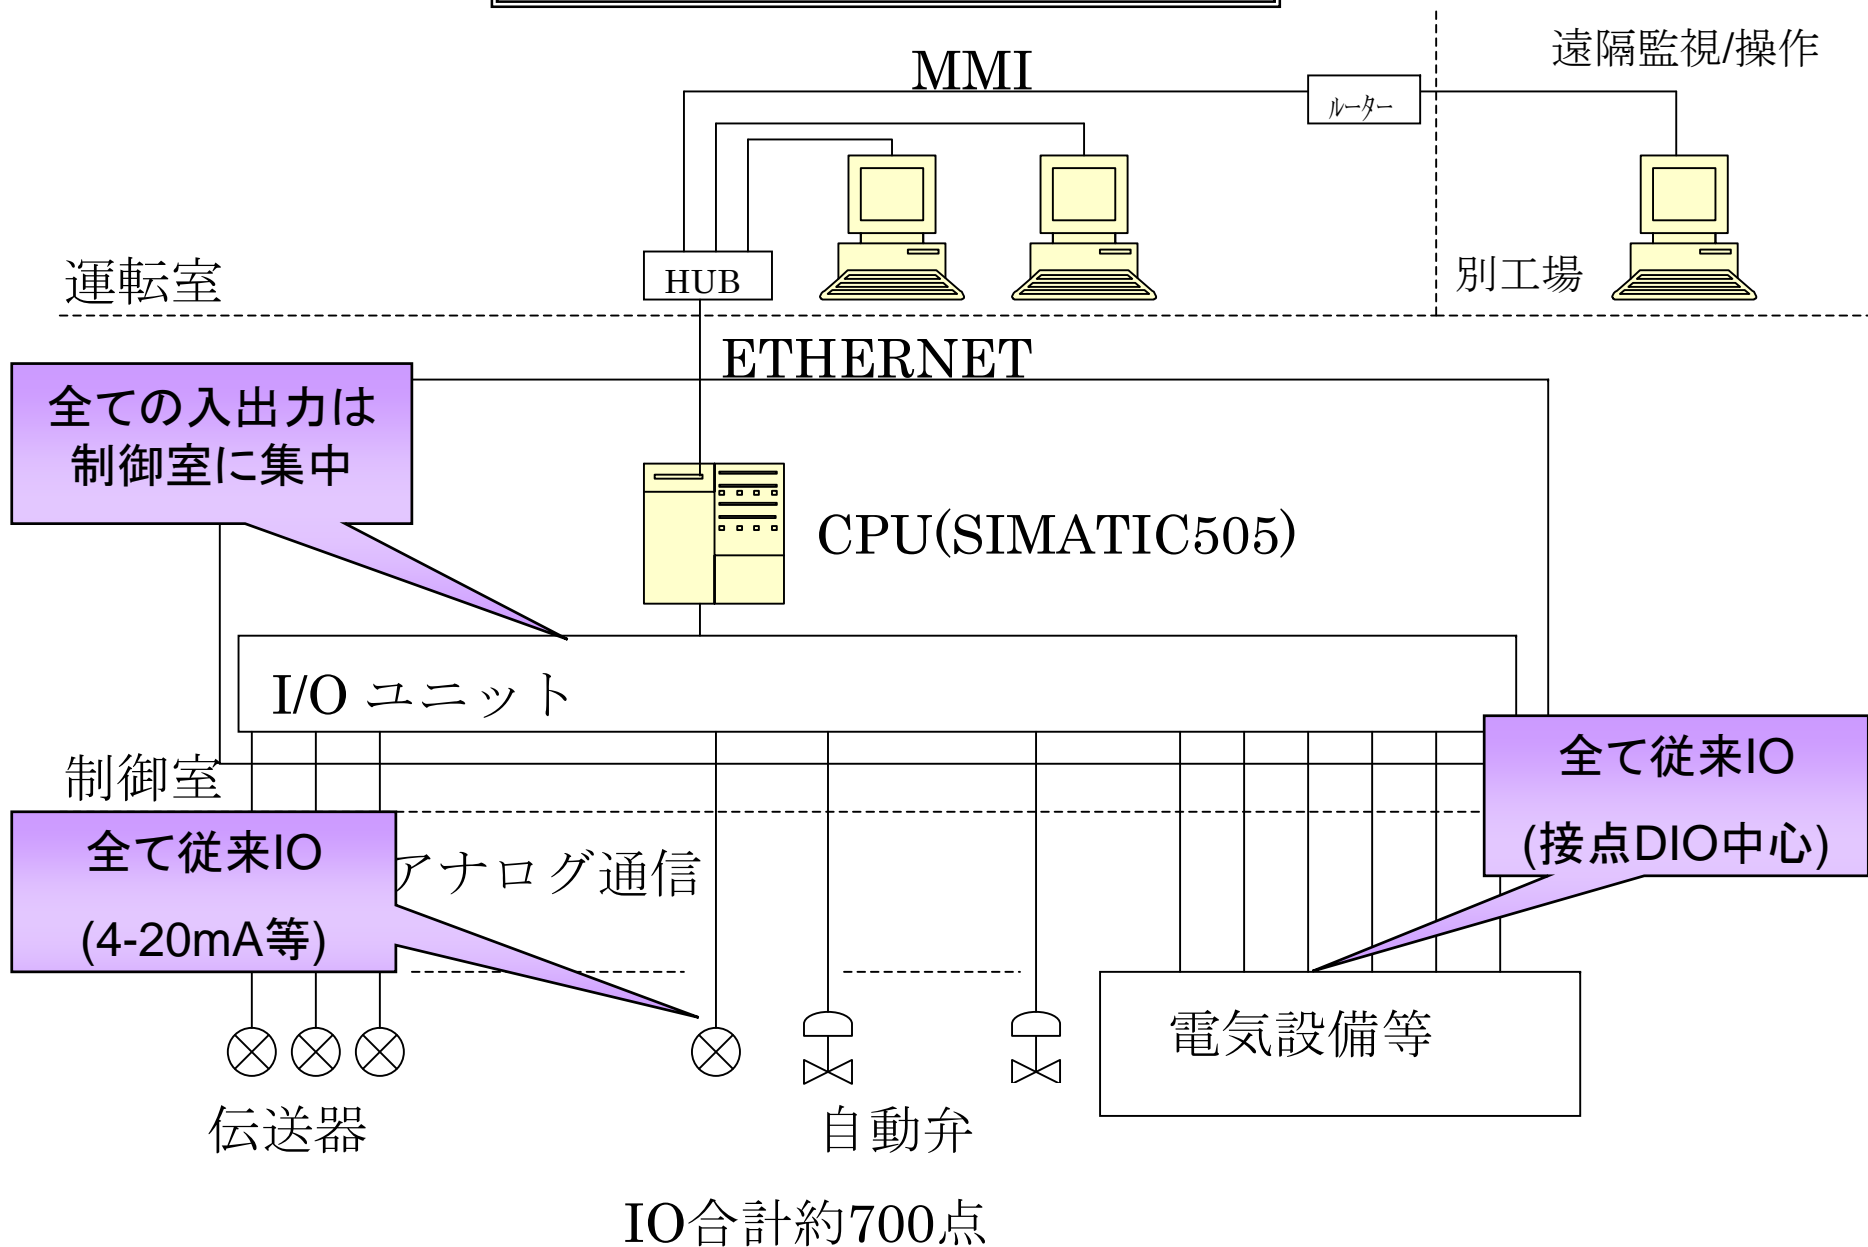 MMI
遠隔監視/操作
ﾙｰﾀｰ
運転室
HUB
別工場
ETHERNET
全ての入出力は
制御室に集中
CPU(SIMATIC505)
I/O ユニット
制御室
全て従来IO
(接点DIO中心)
全て従来IO
(4-20mA等)
アナログ通信
電気設備等
伝送器
自動弁
IO合計約700点